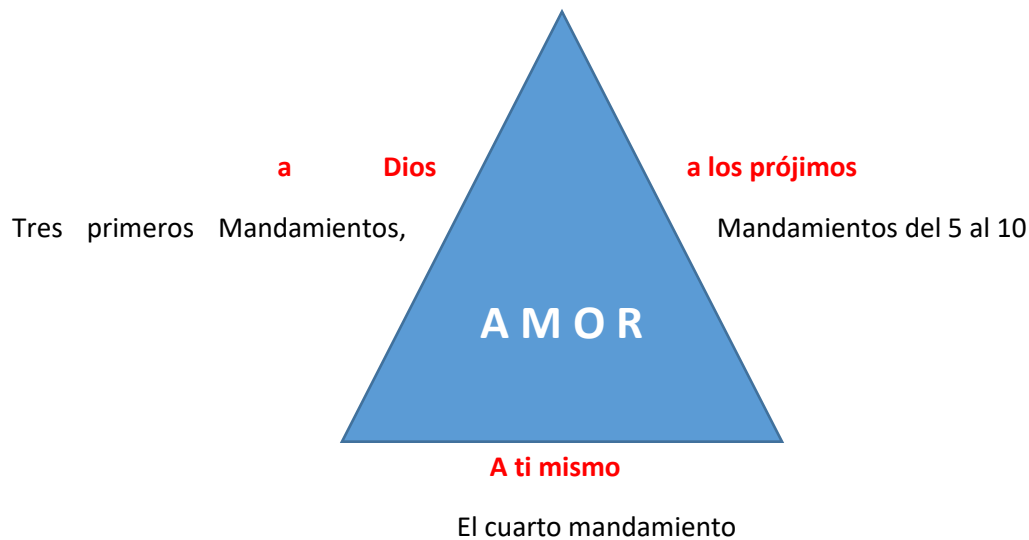 a Dios
a los prójimos
Tres primeros Mandamientos,
Mandamientos del 5 al 10
A M O R
A ti mismo
El cuarto mandamiento